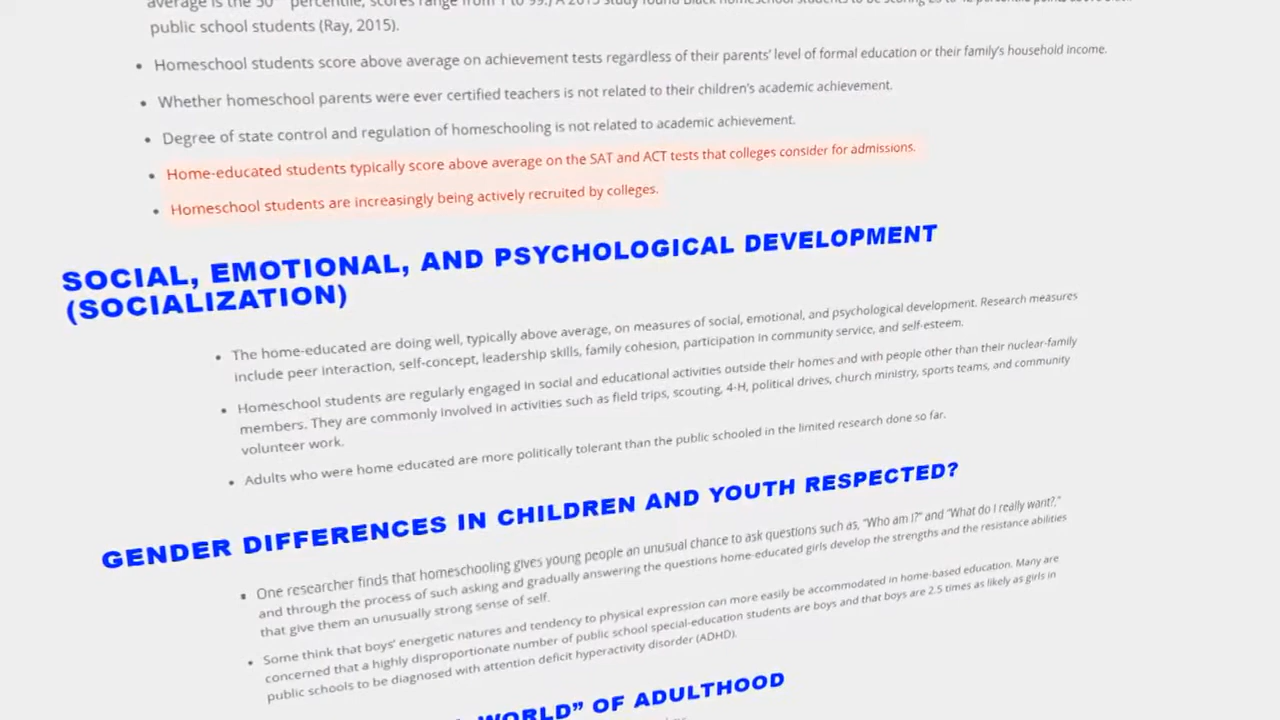 average is the 50th percentile; scores range from 1 to 99.) A 2015 study found Black homeschool students to be scoring 23 to 42 percentile points above
public school students (Ray, 2015).
• Homeschool students score above average on achievement tests regardless of their parents' level of formal education or their family's household income.
• Whether homeschool parents were ever certified teachers is not related to their children's academic achievement.
• Degree of state control and regulation of homeschooling is not related to academic achievement.
• Home-educated students typically score above average on the SAT and ACT tests that colleges consider for admissions.
• Homeschool students are increasingly being actively recruited by colleges.
SOCIAL, EMOTIONAL, AND PSYCHOLOGICAL DEVELOPMENT
(SOCIALIZATION)
• The home-educated are doing well, typically above average, on measures of social, emotional, and psychological development. Research measures
include peer interaction, self-concept, leadership skills, family cohesion, participation in community service, and self-esteem.
• Homeschool students are regularly engaged in social and educational activities outside their homes and with people other than their nuclear-family
members. They are commonly involved in activities such as field trips, scouting, 4-H, political drives, church ministry, sports teams, and community
volunteer work.
• Adults who were home educated are more politically tolerant than the public schooled in the limited research done so far.
GENDER DIFFERENCES IN CHILDREN AND YOUTH RESPECTED?
▪ One researcher finds that homeschooling gives young people an unusual chance to ask questions such as, "Who am I?" and "What do I really want?,"
and through the process of such asking and gradually answering the questions home-educated girls develop the strengths and the resistance abilities
that give them an unusually strong sense of self.
• Some think that boys' energetic natures and tendency to physical expression can more easily be accommodated in home-based education. Many are
concerned that a highly disproportionate number of public school special-education students are boys and that boys are 2.5 times as likely as girls in
public schools to be diagnosed with attention deficit hyperactivity disorder (ADHD).
WORLD" OF ADULTHOOD